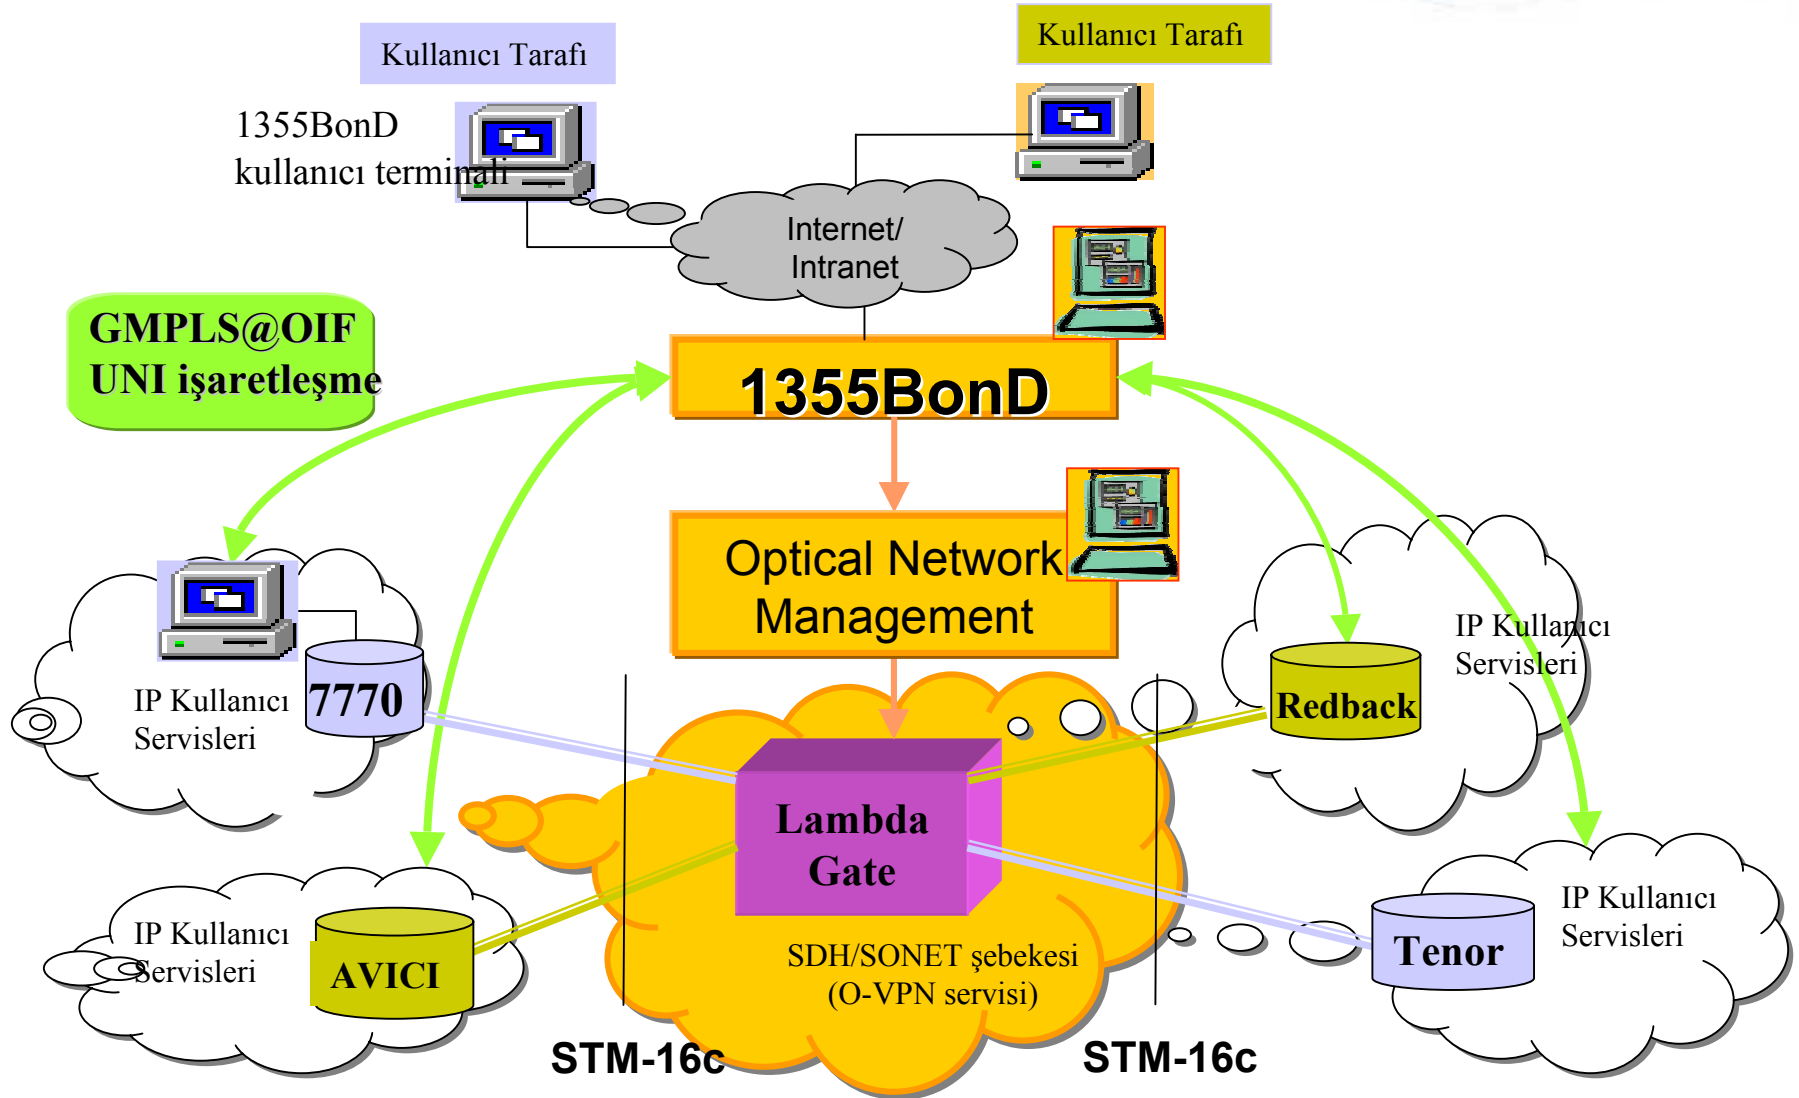 Kullanıcı Tarafı
Kullanıcı Tarafı
1355BonD
kullanıcı terminali
Internet/
Intranet
GMPLS@OIF
UNI işaretleşme
1355BonD
Optical Network
Management
IP Kullanıcı
Servisleri
7770
IP Kullanıcı
Servisleri
Redback
Lambda
Gate
IP Kullanıcı
Servisleri
AVICI
SDH/SONET şebekesi
(O-VPN servisi)
IP Kullanıcı
Servisleri
Tenor
STM-16c
STM-16c